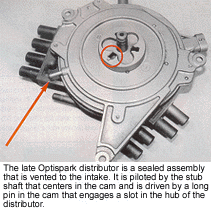 The late Optispark distributor is a sealed assembly
that is vented to the intake. It is piloted by the stub
shaft that centers in the cam and is driven by a long
pin in the cam that engages a slot in the hub of the
distributor.